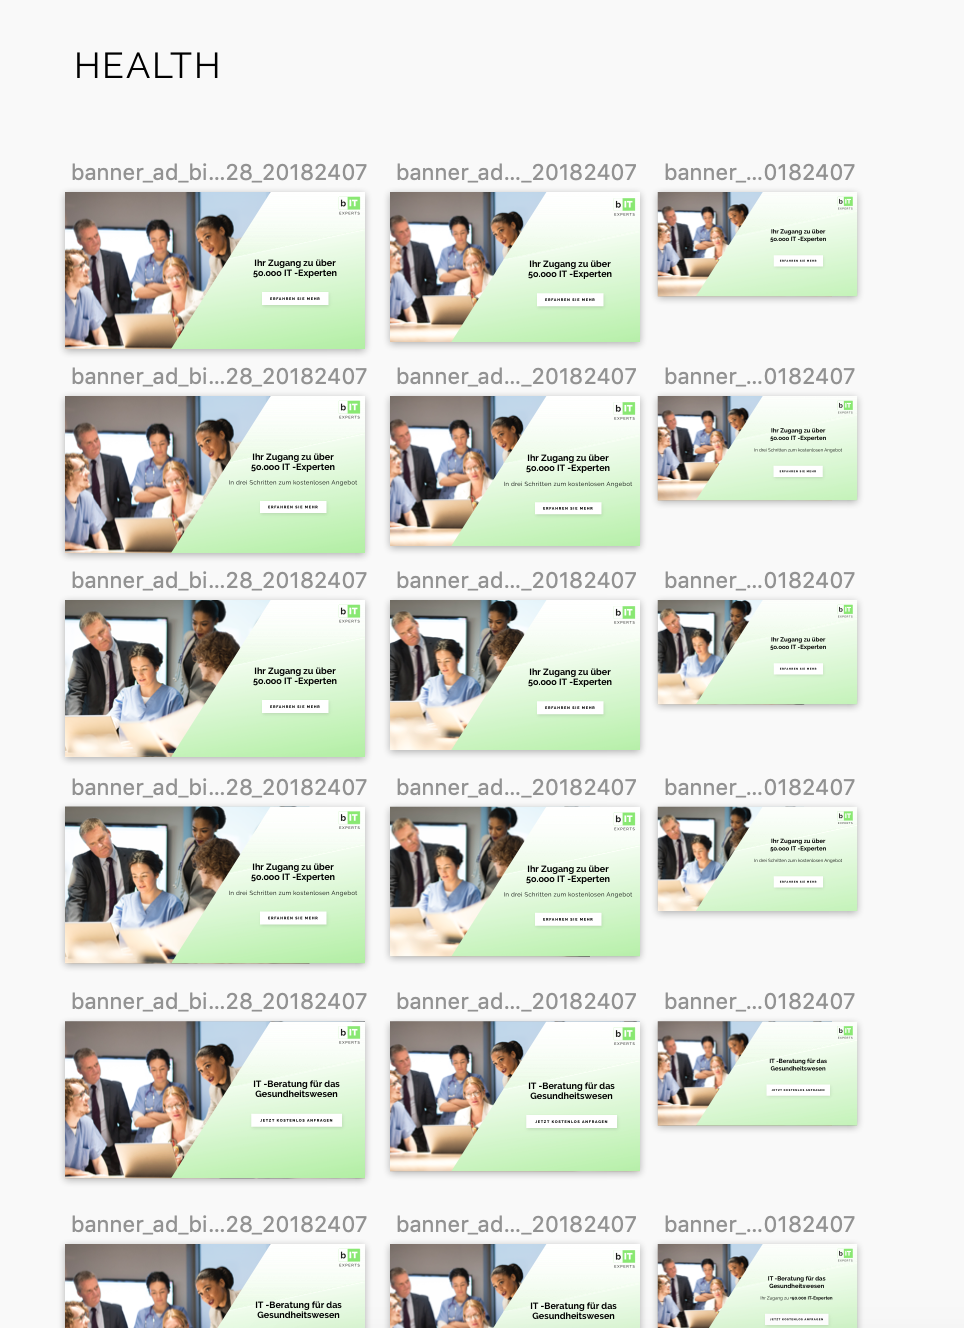 HEALTH
banner_ad_bi...28_20182407
banner_ad..._20182407
banner_...0182407
b IT
EXPERTS
Ihr Zugang zu über
50.000 IT -Experten
ERFAHREN SIE MEHR
b IT
EXPERTS
Ihr Zugang zu über
50.000 IT -Experten
ERFAHREN SIE MEHR
b IT
EXPERTS
Ihr Zugang zu über
50.000 IT -Experten
ERFAHREN SIE MEHR
banner_ad_bi...28_20182407
banner_ad..._20182407
banner_...0182407
b IT
EXPERTS
Ihr Zugang zu über
50.000 IT -Experten
In drei Schritten zum kostenlosen Angebot
ERFAHREN SIE MEHR
b IT
EXPERTS
Ihr Zugang zu über
50.000 IT -Experten
In drei Schritten zum kostenlosen Angebot
ERFAHREN SIE MEHR
b IT
EXPERTS
Ihr Zugang zu über
50.000 IT -Experten
In drei Schritten zum kostenlosen Angebot
ERFAHREN SIE MEHR
banner_ad_bi...28_20182407
banner_ad..._20182407
banner_...0182407
b IT
EXPERTS
Ihr Zugang zu über
50.000 IT -Experten
ERFAHREN SIE MEHR
b IT
EXPERTS
Ihr Zugang zu über
50.000 IT -Experten
ERFAHREN SIE MEHR
b IT
EXPERTS
Ihr Zugang zu über
50.000 IT -Experten
ERFAHREN SIE MEHR
banner_ad_bi...28_20182407
banner_ad..._20182407
banner_...0182407
b IT
EXPERTS
Ihr Zugang zu über
50.000 IT -Experten
In drei Schritten zum kostenlosen Angebot
ERFAHREN SIE MEHR
b IT
EXPERTS
Ihr Zugang zu über
50.000 IT -Experten
In drei Schritten zum kostenlosen Angebot
ERFAHREN SIE MEHR
b IT
EXPERTS
Ihr Zugang zu über
50.000 IT -Experten
In drei Schritten zum kostenlosen Angebot
ERFAHREN SIE MEHR
banner_ad_bi...28_20182407
banner_ad..._20182407
banner_...0182407
b IT
EXPERTS
IT -Beratung für das
Gesundheitswesen
JETZT KOSTENLOS ANFRAGEN
b IT
EXPERTS
IT -Beratung für das
Gesundheitswesen
JETZT KOSTENLOS ANFRAGEN
b IT
EXPERTS
IT -Beratung für das
Gesundheitswesen
JETZT KOSTENLOS ANFRAGEN
banner_ad_bi...28_20182407
banner_ad..._20182407
banner_...0182407
b IT
EXPERTS
IT -Beratung für das
Gesundheitswesen
b IT
EXPERTS
IT -Beratung für das
Gesundheitswesen
b IT
EXPERTS
IT -Beratung für das
Gesundheitswesen
Ihr Zugang zu +50.000 IT-Experten
JETZT KOSTENLOS ANFRAGEN